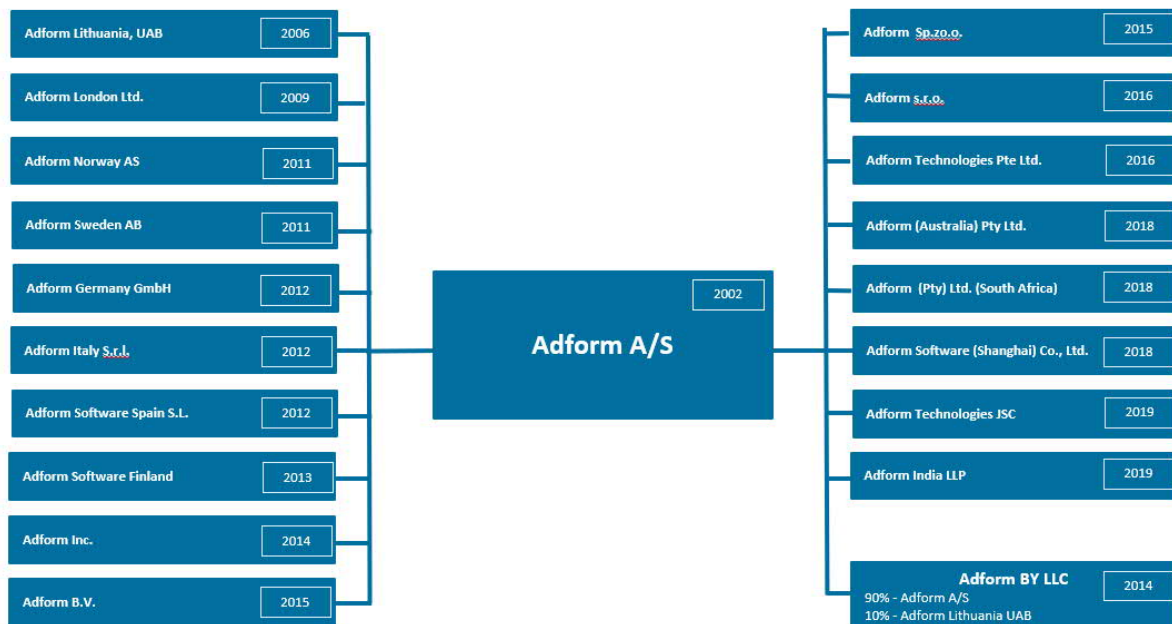 Adform Lithuania, UAB 2006
Adform London Ltd. 2009
Adform Norway AS 2011
Adform Sweden AB 2011
Adform Germany GmbH 2012
Adform Italy S.r.l. 2012
Adform Software Spain S.L. 2012
Adform Software Finland 2013
Adform Inc. 2014
Adform B.V. 2015
2002
Adform A/S
Adform Sp.zo.o. 2015
Adform s.r.o. 2016
Adform Technologies Pte Ltd. 2016
Adform (Australia) Pty Ltd. 2018
Adform (Pty) Ltd. (South Africa) 2018
Adform Software (Shanghai) Co., Ltd. 2018
Adform Technologies JSC 2019
Adform India LLP 2019
Adform BY LLC 2014
90% - Adform A/S
10% - Adform Lithuania UAB